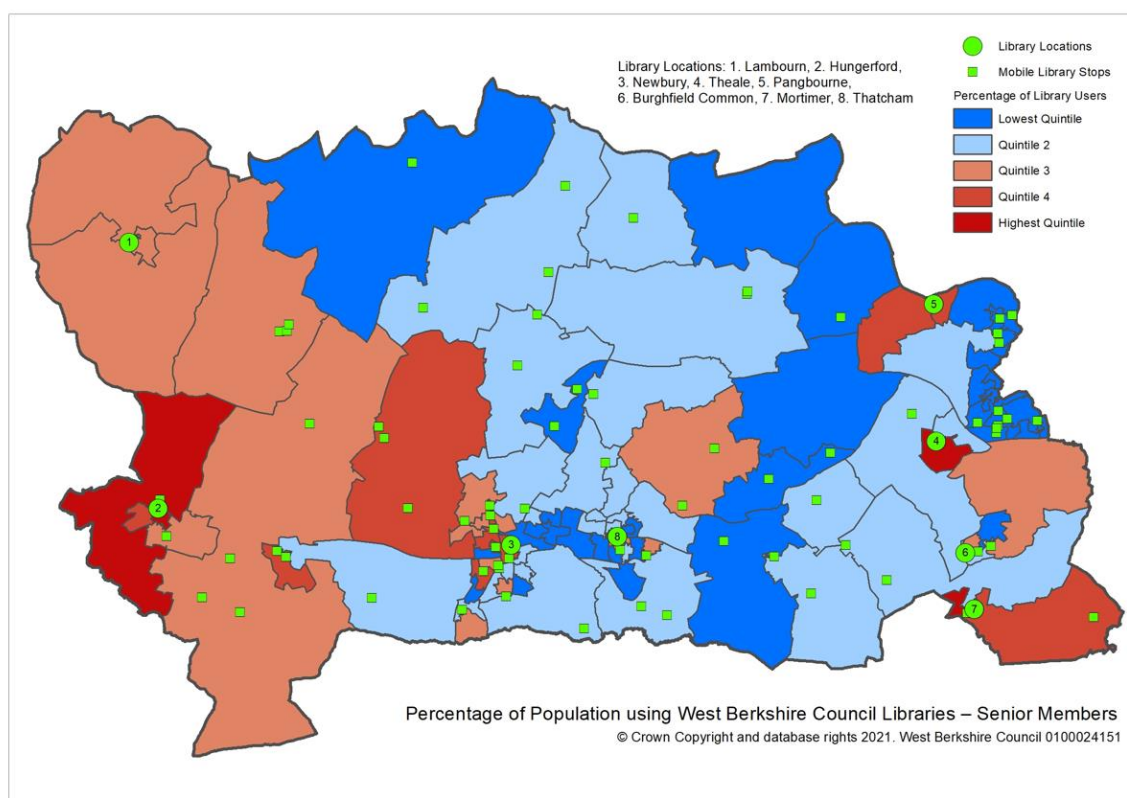 Library Locations: 1. Lambourn, 2. Hungerford,
3. Newbury, 4. Theale, 5. Pangbourne,
6. Burghfield Common, 7. Mortimer, 8. Thatcham
Library Locations
Mobile Library Stops
Percentage of Library Users
Lowest Quintile
Quintile 2
Quintile 3
Quintile 4
Highest Quintile
1
5
4
2
3
8
6
7
Percentage of Population using West Berkshire Council Libraries – Senior Members
© Crown Copyright and database rights 2021. West Berkshire Council 0100024151